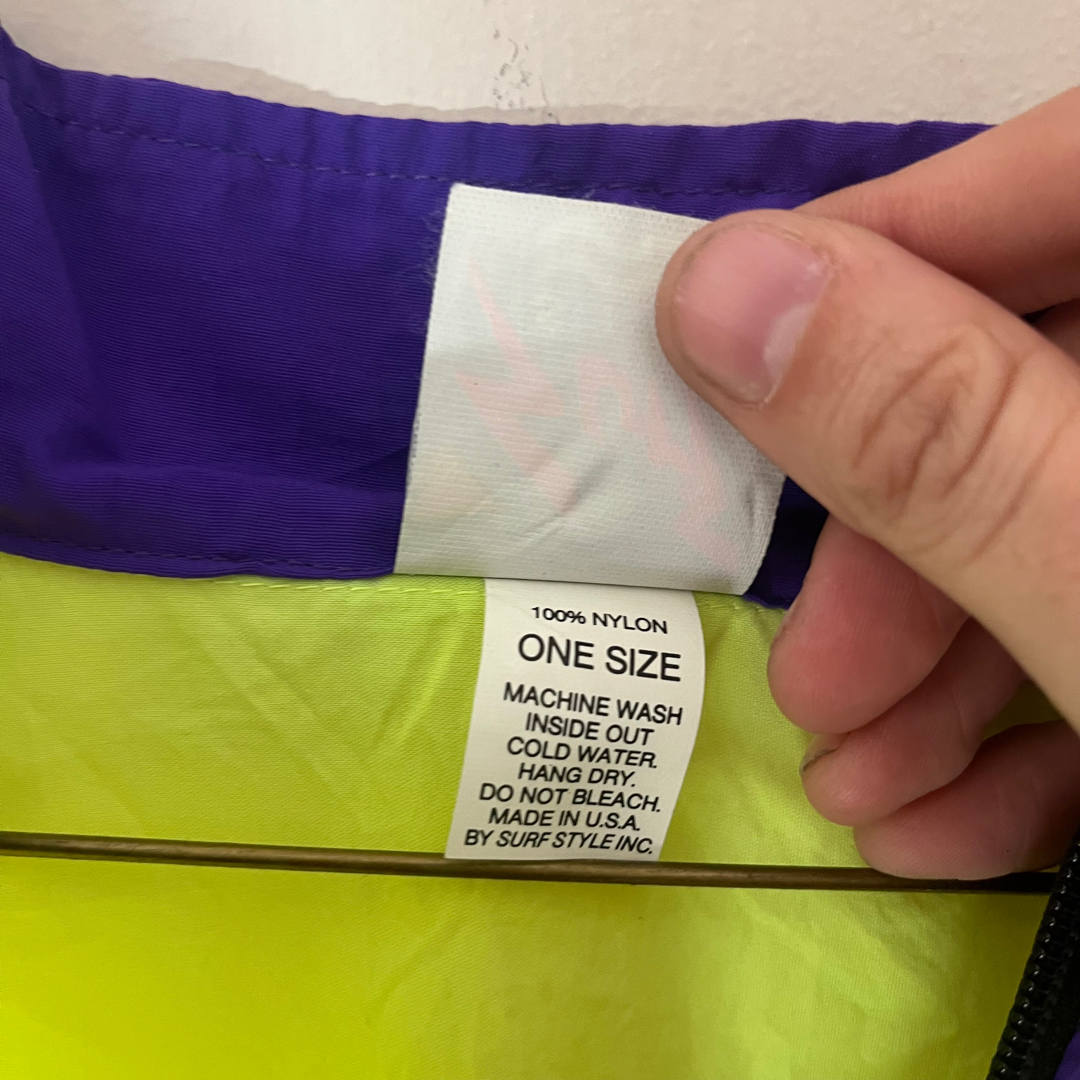 100% NYLON
ONE SIZE
MACHINE WASH
INSIDE OUT
COLD WATER.
HANG DRY.
DO NOT BLEACH.
MADE IN U.S.A.
BY SURF STYLE INC.